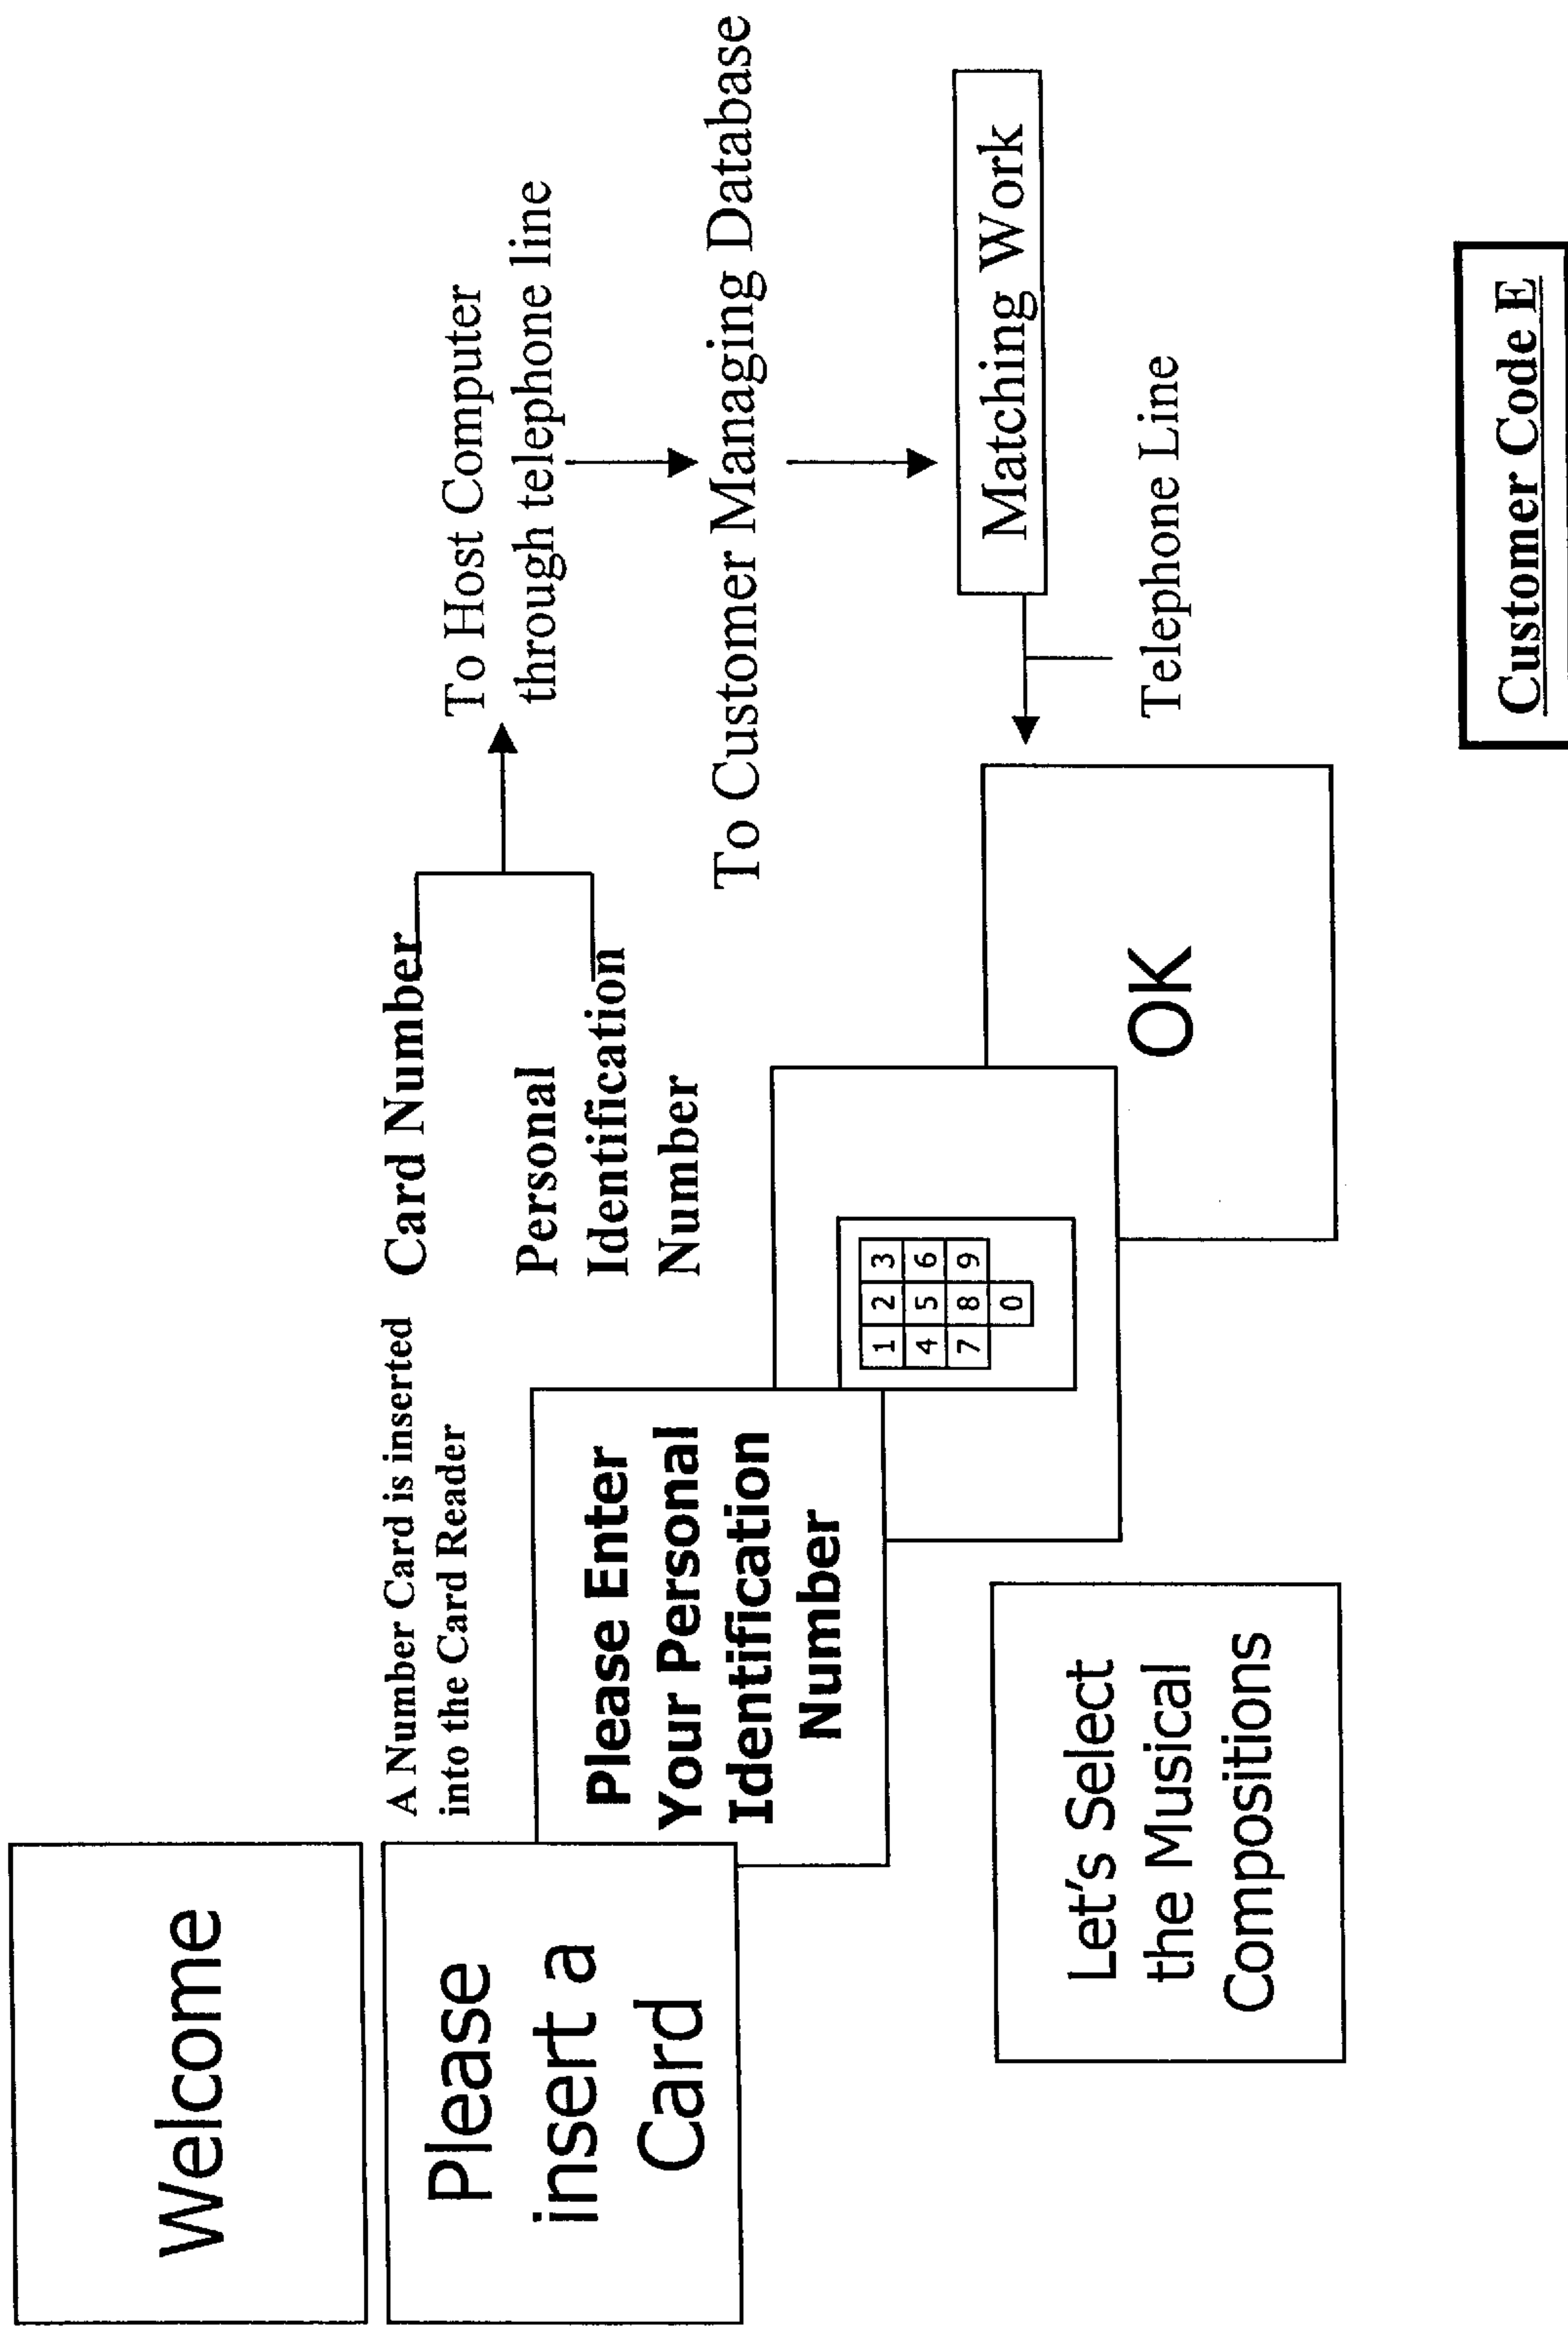 Welcome
Please
insert a
Card
A Number Card is inserted
into the Card Reader
Card Number
Personal
Identification
Number
To Host Computer
through telephone line
To Customer Managing Database
Matching Work
Telephone Line
Please Enter
Your Personal
Identification
Number
1 2 3
4 5 6
7 8 9
0
OK
Let's Select
the Musical
Compositions
Customer Code E